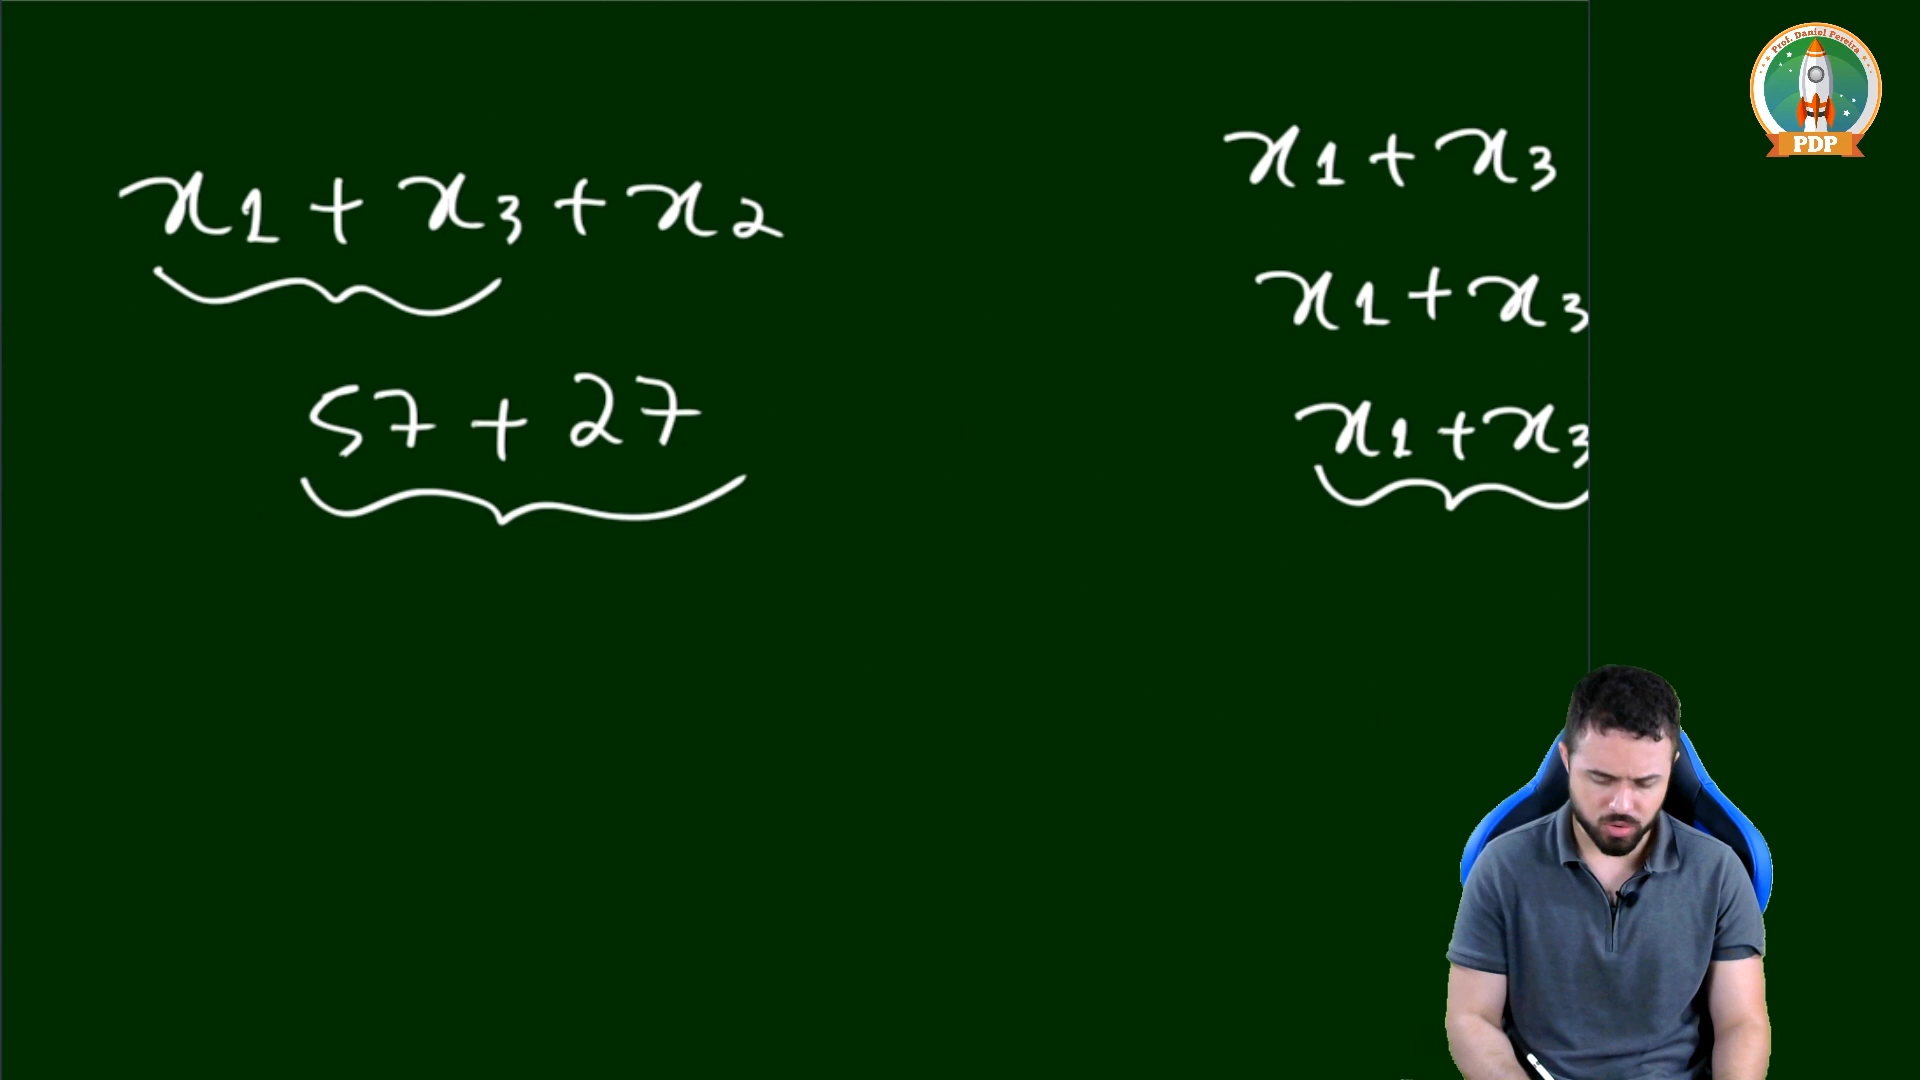 x1 + x3 + x2
57 + 27
x1 + x3
x1 + x3
x1 + x3
Prof. Daniel Pereira
PDP